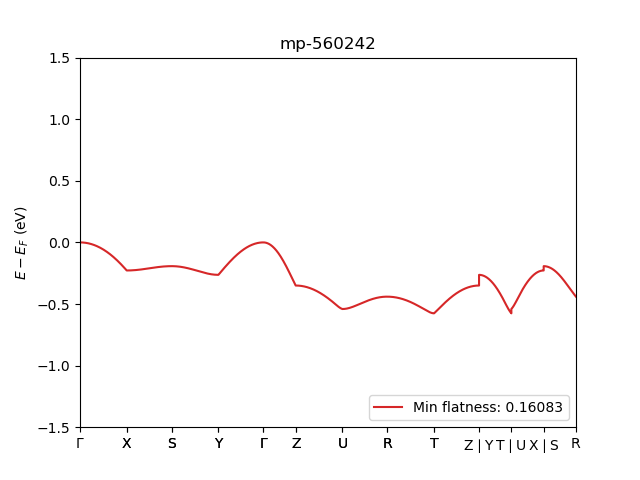 mp-560242
E − E_F (eV)
1.5
1.0
0.5
0.0
−0.5
−1.0
−1.5
Min flatness: 0.16083
Γ X S Y Γ Z U R T Z | Y T | U X | S R